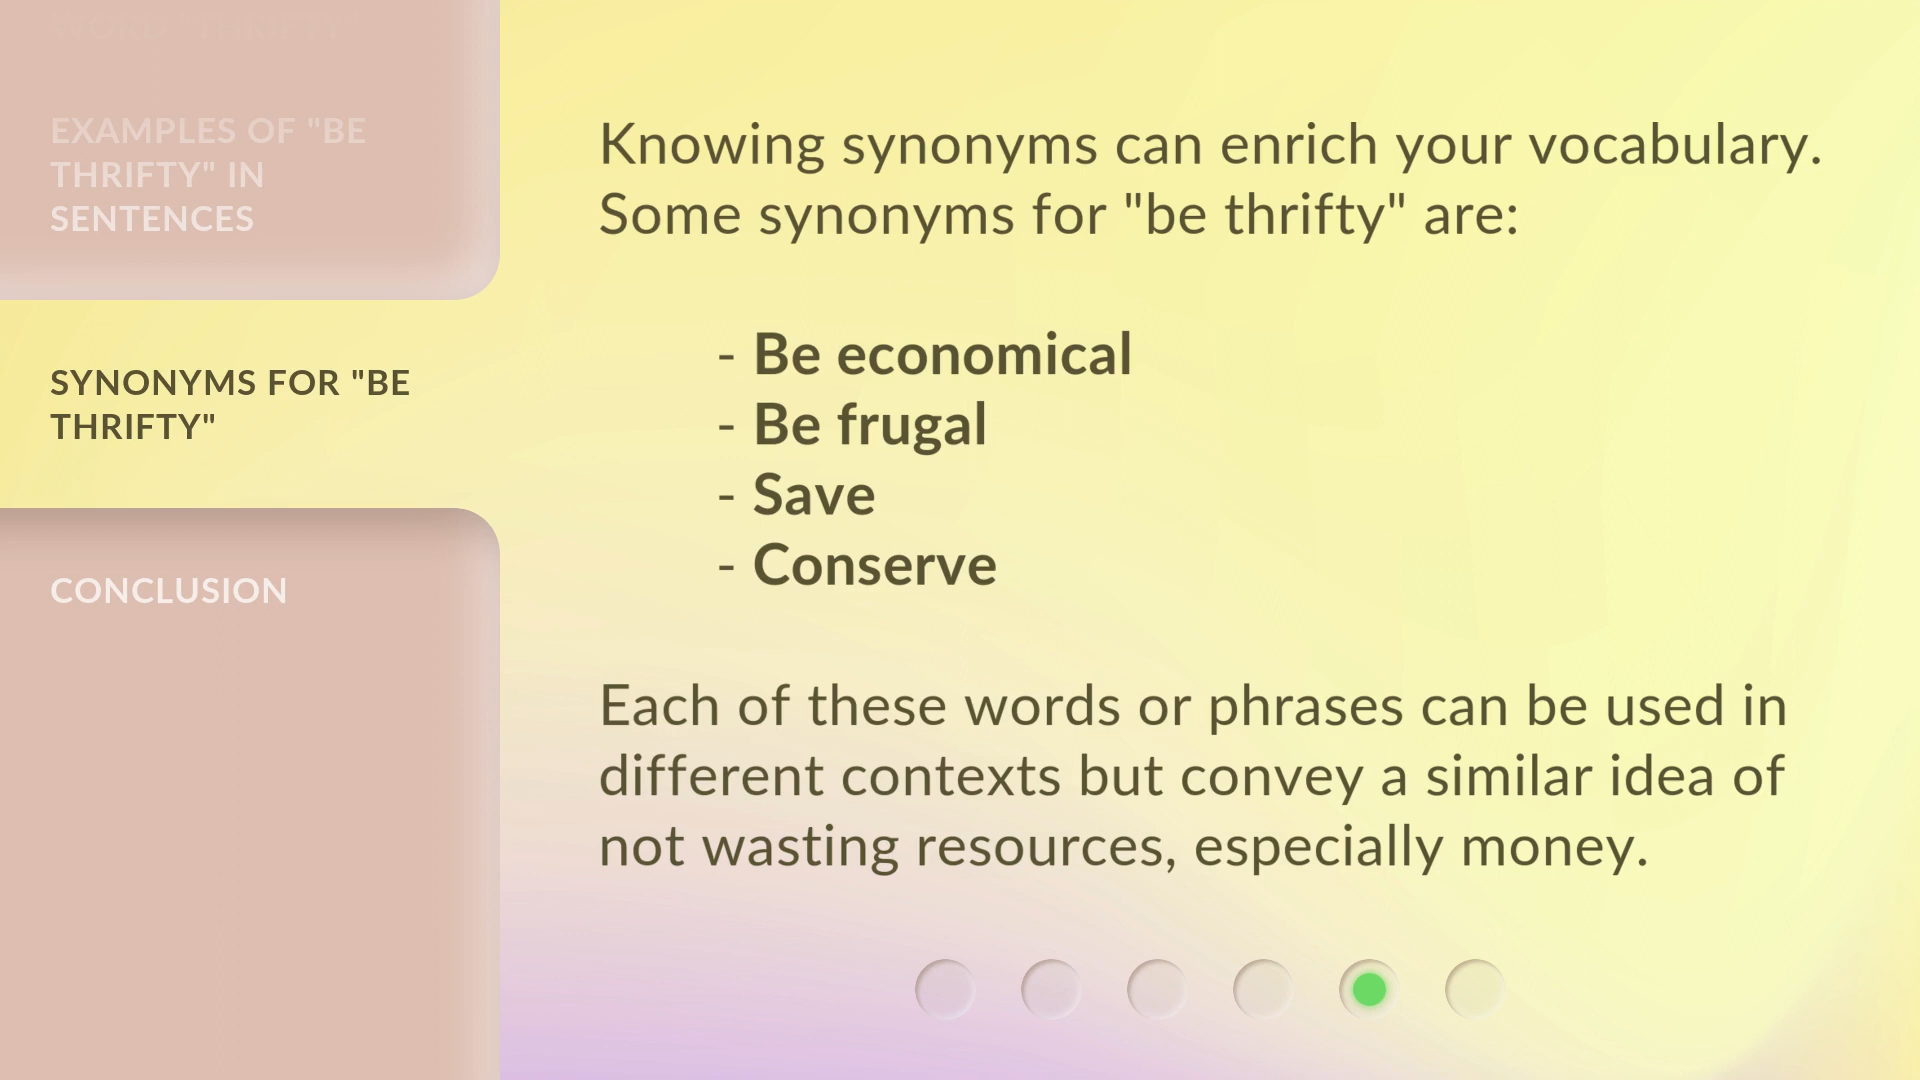 WORD "THRIFTY"
EXAMPLES OF "BE
THRIFTY" IN
SENTENCES
SYNONYMS FOR "BE
THRIFTY"
CONCLUSION
Knowing synonyms can enrich your vocabulary.
Some synonyms for "be thrifty" are:
- Be economical
- Be frugal
- Save
- Conserve
Each of these words or phrases can be used in
different contexts but convey a similar idea of
not wasting resources, especially money.